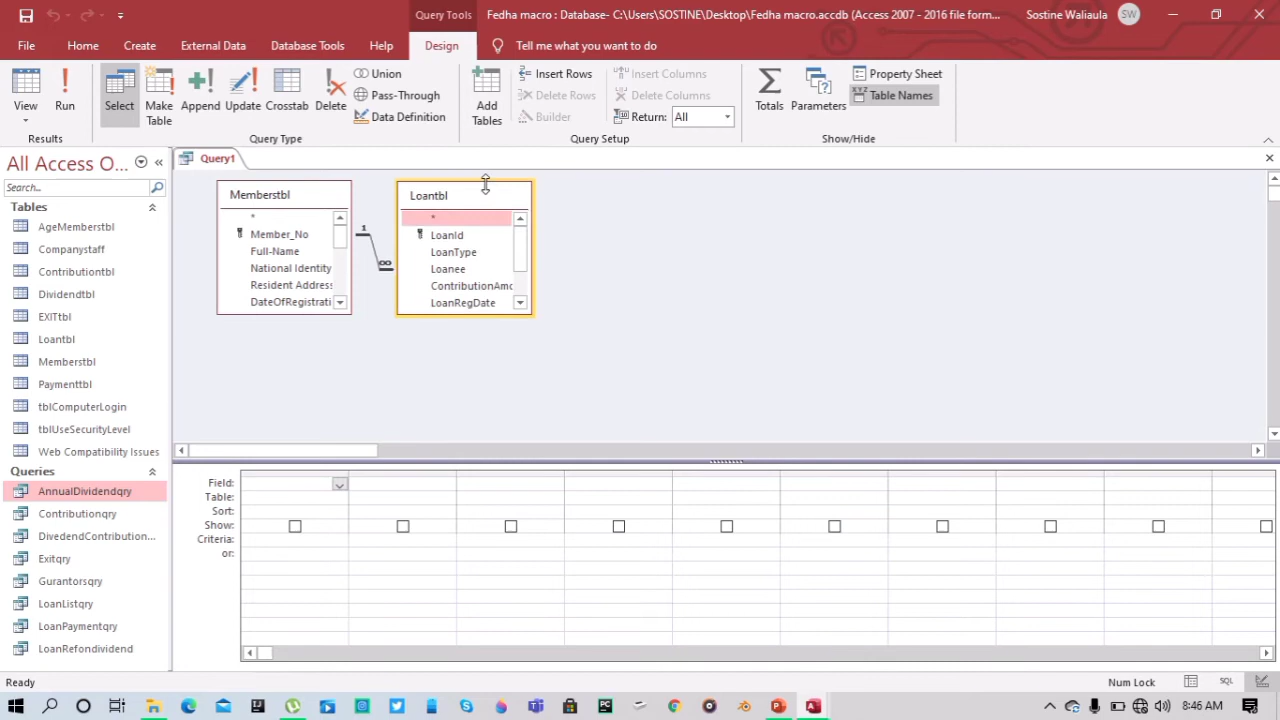 Query Tools
Fedha macro : Database- C:\Users\SOSTINE\Desktop\Fedha macro.accdb (Access 2007 - 2016 file form...
Sostine Waliaula
SW
File
Home
Create
External Data
Database Tools
Help
Design
Tell me what you want to do
View
Run
Select
Make Table
Append
Update
Crosstab
Delete
Union
Pass-Through
Data Definition
Add Tables
Insert Rows
Delete Rows
Builder
Insert Columns
Delete Columns
Return: All
Totals
Parameters
Property Sheet
XYZ Table Names
Results
Query Type
Query Setup
Show/Hide
All Access O...
Search...
Tables
AgeMemberstbl
Companystaff
Contributiontbl
Dividendtbl
EXITtbl
Loantbl
Memberstbl
Paymenttbl
tblComputerLogin
tblUseSecurityLevel
Web Compatibility Issues
Queries
AnnualDividendqry
Contributionqry
DivedendContribution...
Exitqry
Gurantorsqry
LoanListqry
LoanPaymentqry
LoanRefondividend
Query1
Memberstbl
*
Member_No
Full-Name
National Identity
Resident Address
DateOfRegistrati
1
∞
Loantbl
*
LoanId
LoanType
Loanee
ContributionAmo
LoanRegDate
Field:
Table:
Sort:
Show:
Criteria:
or:
Ready
Num Lock
SQL
8:46 AM